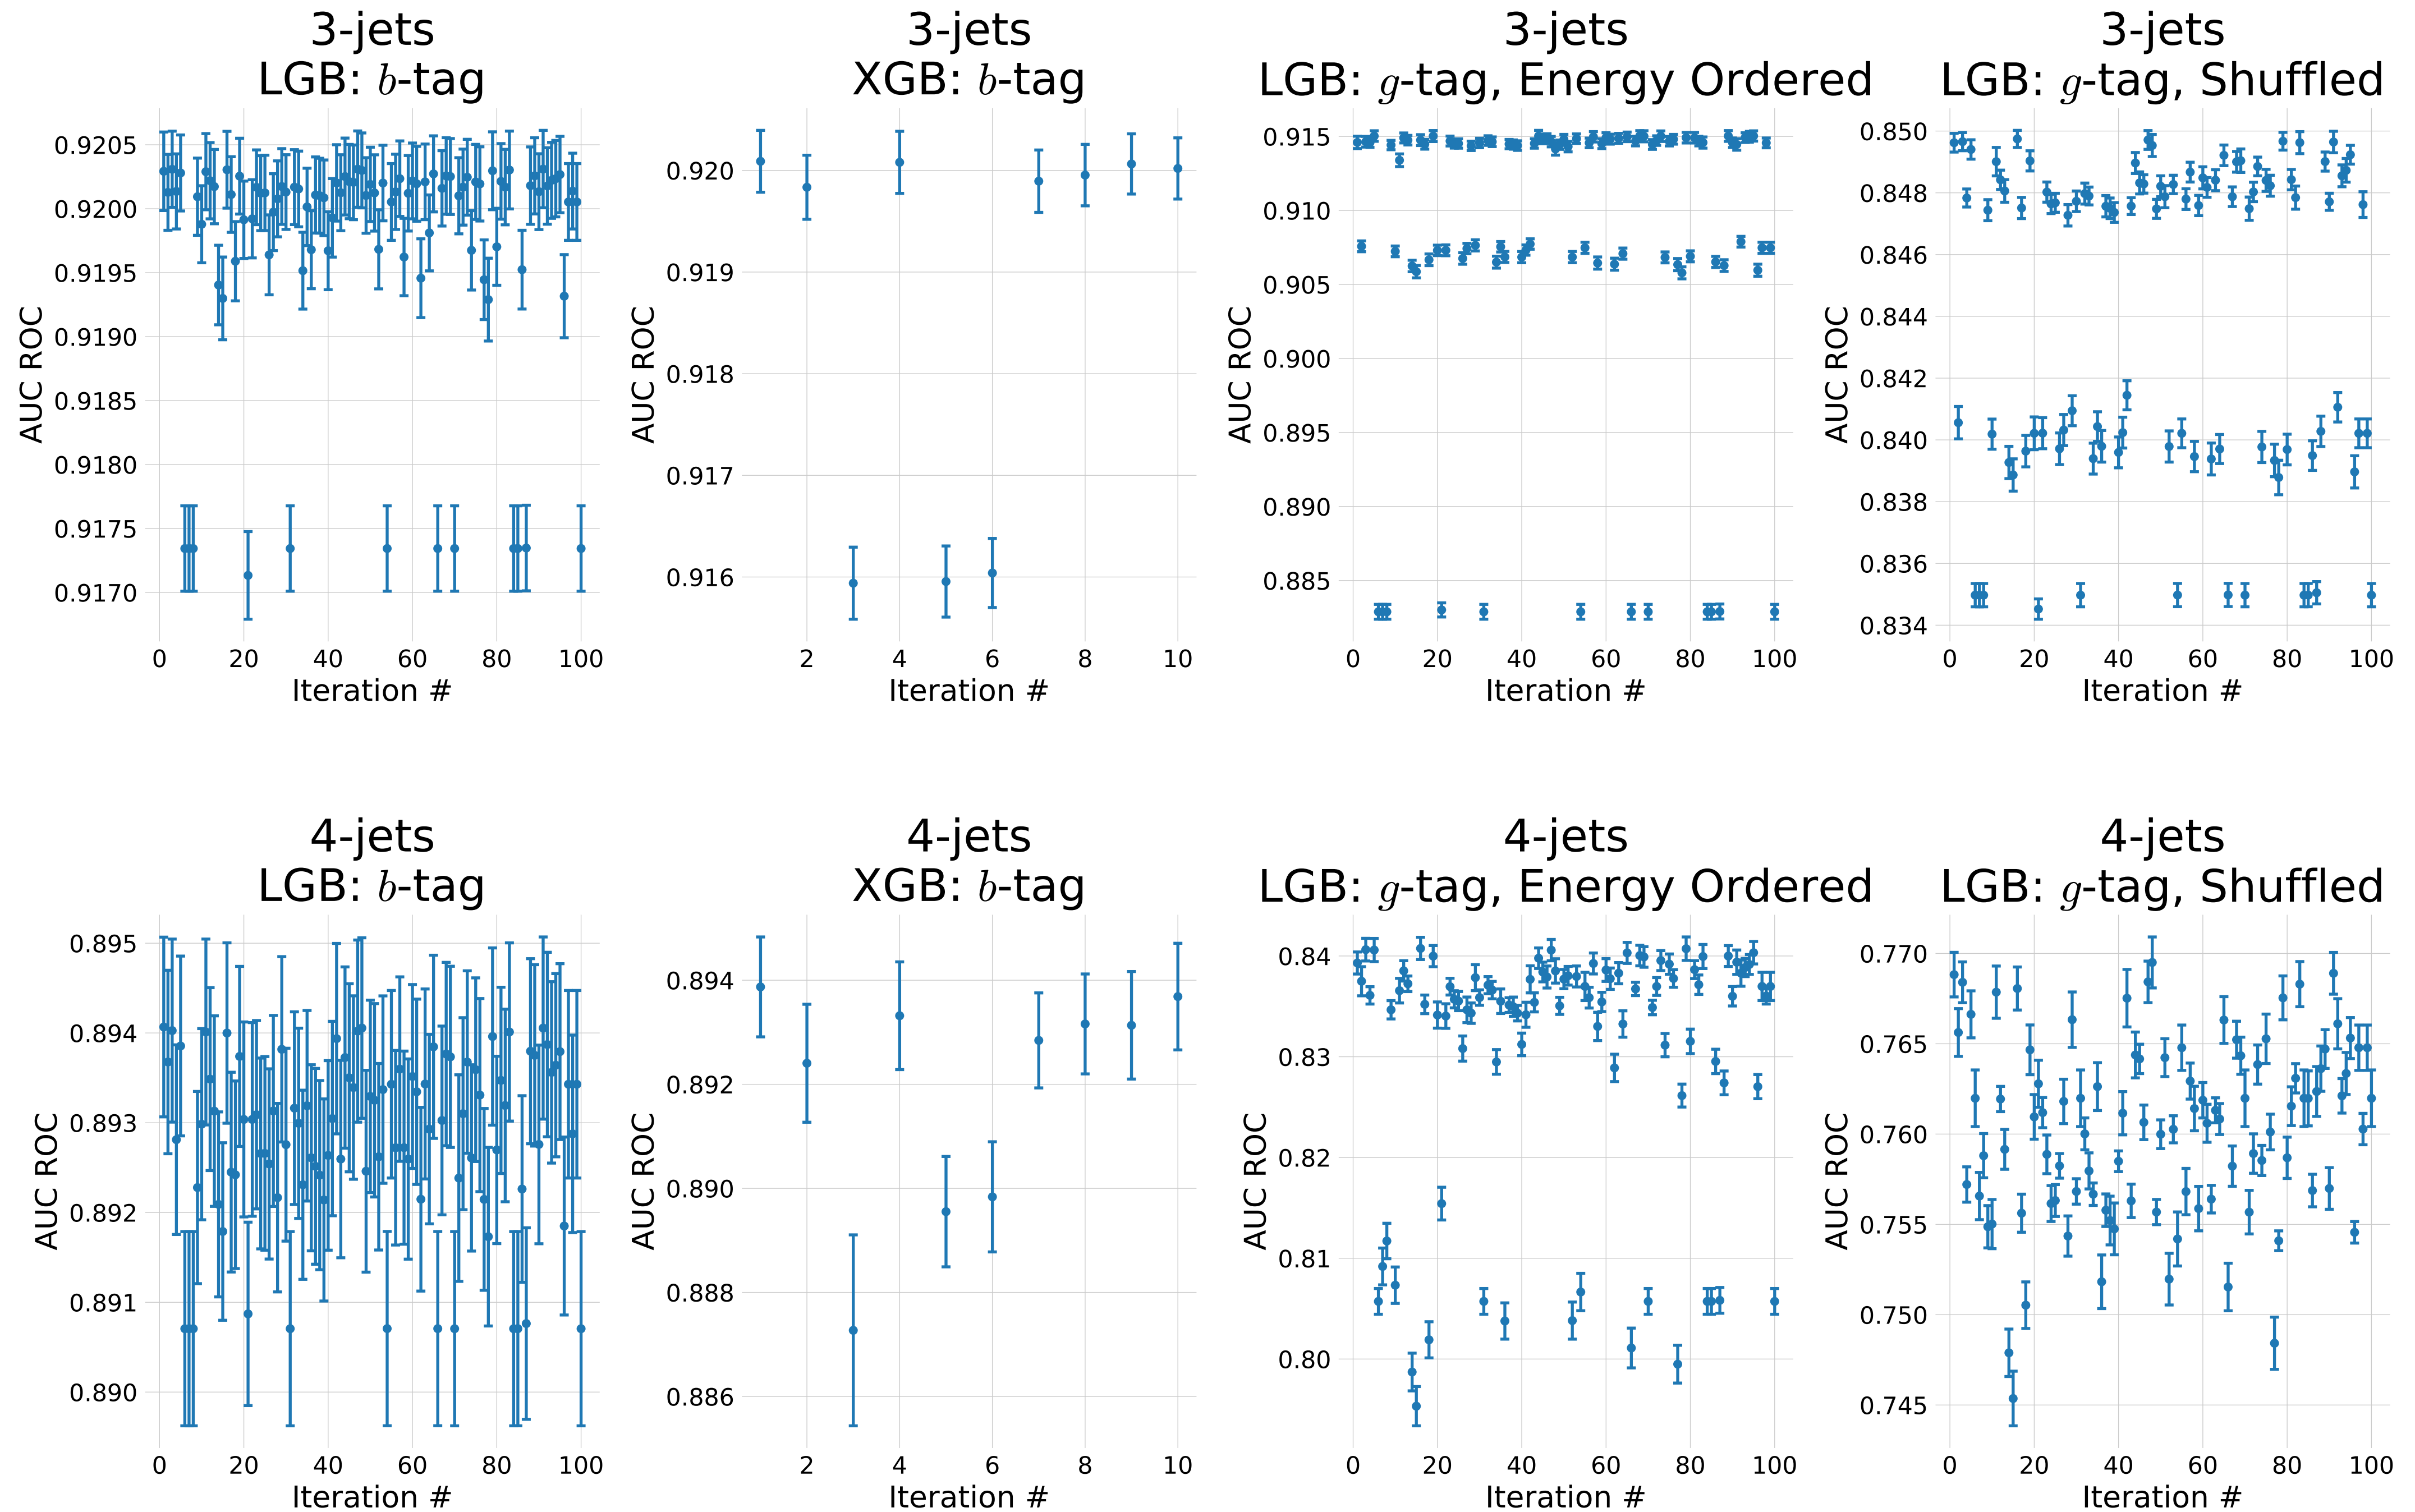 3-jets
LGB: b-tag
AUC ROC
0.9205
0.9200
0.9195
0.9190
0.9185
0.9180
0.9175
0.9170
0 20 40 60 80 100
Iteration #
3-jets
XGB: b-tag
AUC ROC
0.920
0.919
0.918
0.917
0.916
2 4 6 8 10
Iteration #
3-jets
LGB: g-tag, Energy Ordered
AUC ROC
0.915
0.910
0.905
0.900
0.895
0.890
0.885
0 20 40 60 80 100
Iteration #
3-jets
LGB: g-tag, Shuffled
AUC ROC
0.850
0.848
0.846
0.844
0.842
0.840
0.838
0.836
0.834
0 20 40 60 80 100
Iteration #
4-jets
LGB: b-tag
AUC ROC
0.895
0.894
0.893
0.892
0.891
0.890
0 20 40 60 80 100
Iteration #
4-jets
XGB: b-tag
AUC ROC
0.894
0.892
0.890
0.888
0.886
2 4 6 8 10
Iteration #
4-jets
LGB: g-tag, Energy Ordered
AUC ROC
0.84
0.83
0.82
0.81
0.80
0 20 40 60 80 100
Iteration #
4-jets
LGB: g-tag, Shuffled
AUC ROC
0.770
0.765
0.760
0.755
0.750
0.745
0 20 40 60 80 100
Iteration #